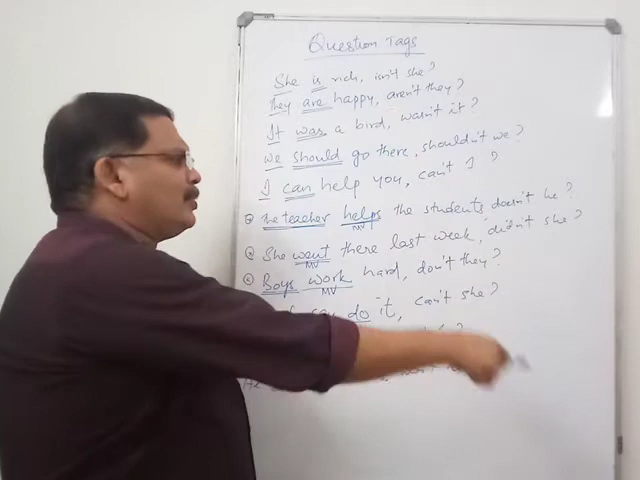 Question Tags
She is rich, isn't she?
They are happy, aren't they?
It was a bird, wasn't it?
We should go there, shouldn't we?
I can help you, can't I?
The teacher helps the students, doesn't he?
MV
She went there last week, didn't she?
MV
Boys work hard, don't they?
MV
do it, can't she?
He